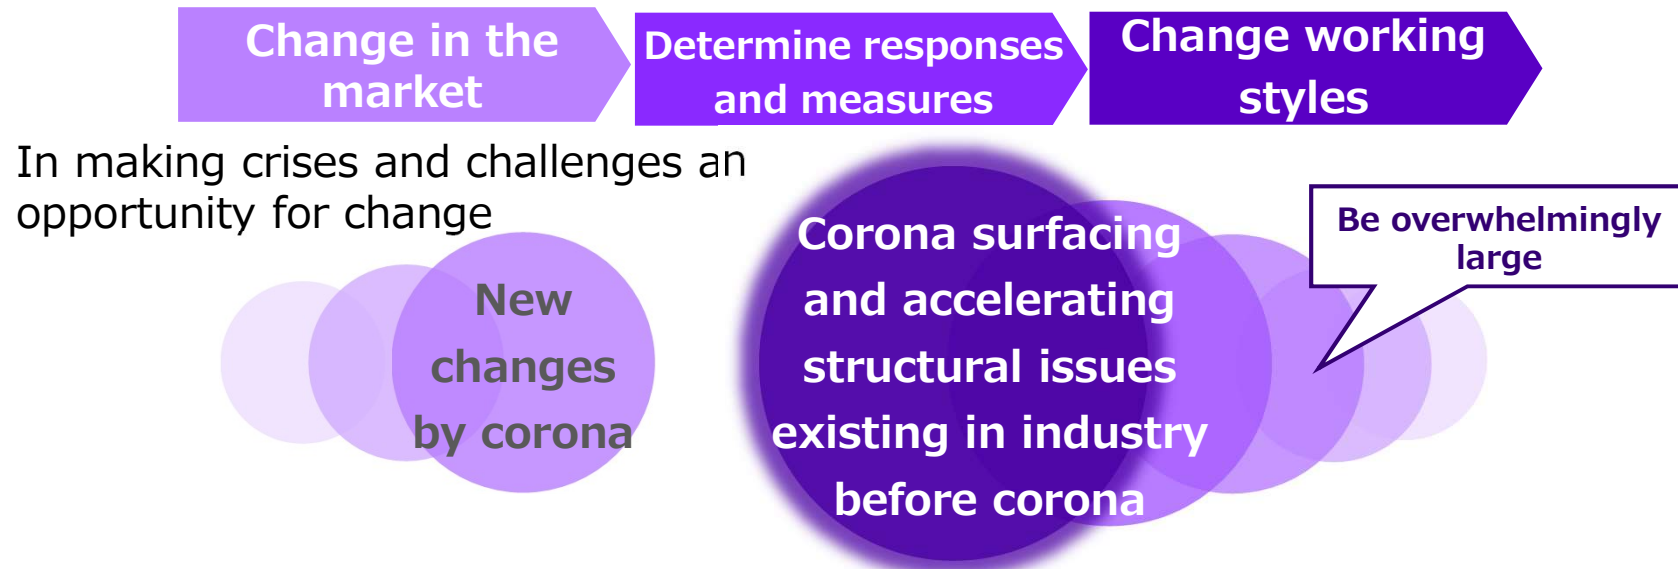 Change in the
market
Determine responses
and measures
Change working
styles
In making crises and challenges an
opportunity for change
New
changes
by corona
Corona surfacing
and accelerating
structural issues
existing in industry
before corona
Be overwhelmingly
large